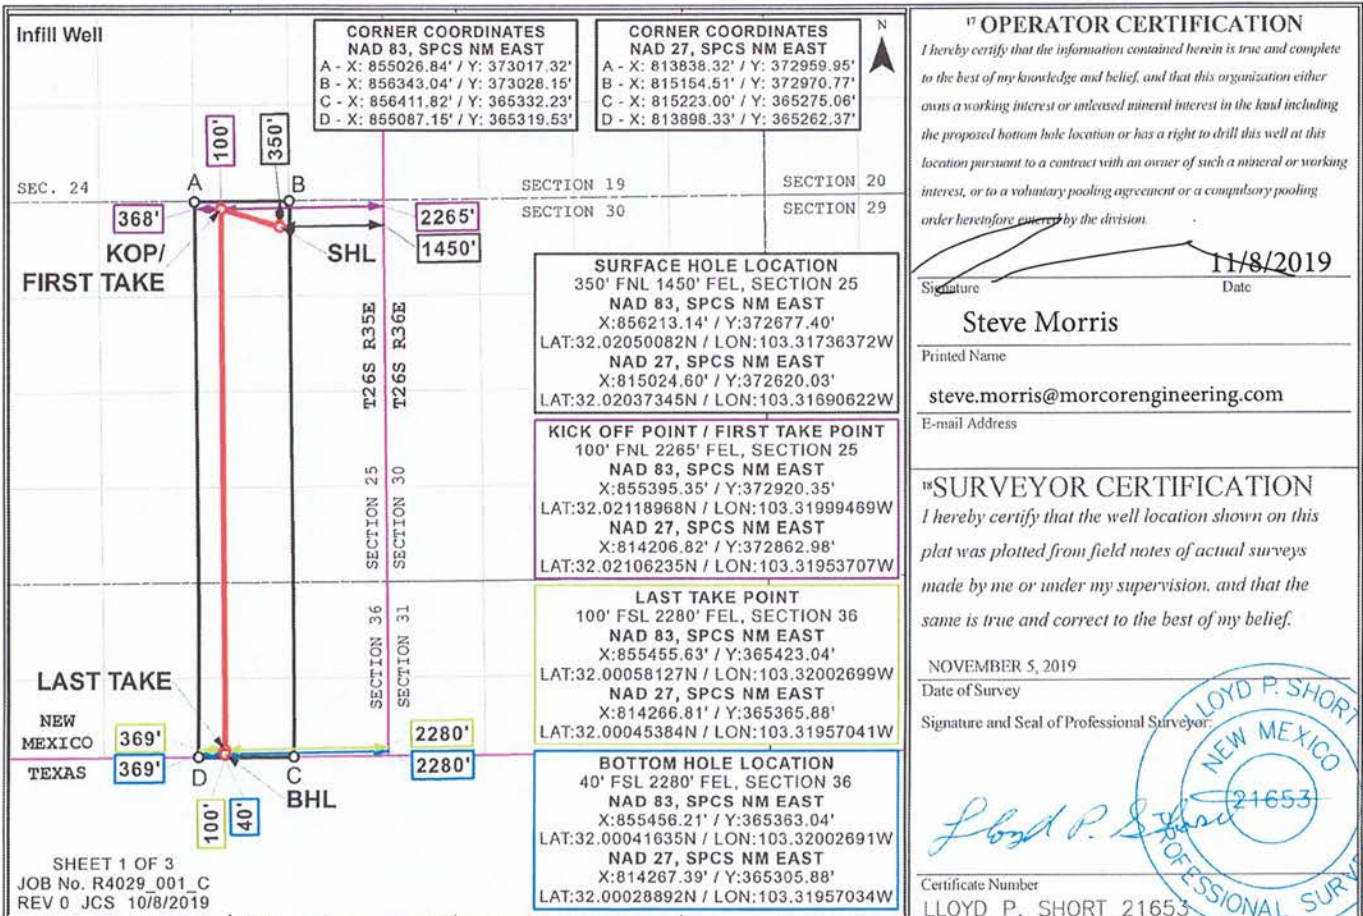 Infill Well
CORNER COORDINATES
NAD 83, SPCS NM EAST
A - X: 855026.84' / Y: 373017.32'
B - X: 856343.04' / Y: 373028.15'
C - X: 856411.82' / Y: 365332.23'
D - X: 855087.15' / Y: 365319.53'
CORNER COORDINATES
NAD 27, SPCS NM EAST
A - X: 813838.32' / Y: 372959.95'
B - X: 815154.51' / Y: 372970.77'
C - X: 815223.00' / Y: 365275.06'
D - X: 813898.33' / Y: 365262.37'
N
100'
350'
SEC. 24
A
B
SECTION 19
SECTION 20
SECTION 30
SECTION 29
368'
2265'
1450'
KOP/
FIRST TAKE
SHL
T26S R35E
T26S R36E
SURFACE HOLE LOCATION
350' FNL 1450' FEL, SECTION 25
NAD 83, SPCS NM EAST
X:856213.14' / Y:372677.40'
LAT:32.02050082N / LON:103.31736372W
NAD 27, SPCS NM EAST
X:815024.60' / Y:372620.03'
LAT:32.02037345N / LON:103.31690622W
KICK OFF POINT / FIRST TAKE POINT
100' FNL 2265' FEL, SECTION 25
NAD 83, SPCS NM EAST
X:855395.35' / Y:372920.35'
LAT:32.02118968N / LON:103.31999469W
NAD 27, SPCS NM EAST
X:814206.82' / Y:372862.98'
LAT:32.02106235N / LON:103.31953707W
SECTION 25
SECTION 30
LAST TAKE POINT
100' FSL 2280' FEL, SECTION 36
NAD 83, SPCS NM EAST
X:855455.63' / Y:365423.04'
LAT:32.00058127N / LON:103.32002699W
NAD 27, SPCS NM EAST
X:814266.81' / Y:365365.88'
LAT:32.00045384N / LON:103.31957041W
SECTION 36
SECTION 31
LAST TAKE
NEW
MEXICO
TEXAS
369'
369'
2280'
2280'
D
C
BHL
100'
40'
BOTTOM HOLE LOCATION
40' FSL 2280' FEL, SECTION 36
NAD 83, SPCS NM EAST
X:855456.21' / Y:365363.04'
LAT:32.00041635N / LON:103.32002691W
NAD 27, SPCS NM EAST
X:814267.39' / Y:365305.88'
LAT:32.00028892N / LON:103.31957034W
SHEET 1 OF 3
JOB No. R4029_001_C
REV 0 JCS 10/8/2019
17 OPERATOR CERTIFICATION
I hereby certify that the information contained herein is true and complete
to the best of my knowledge and belief, and that this organization either
owns a working interest or unleased mineral interest in the land including
the proposed bottom hole location or has a right to drill this well at this
location pursuant to a contract with an owner of such a mineral or working
interest, or to a voluntary pooling agreement or a compulsory pooling
order heretofore entered by the division.
11/8/2019
Signature Date
Steve Morris
Printed Name
steve.morris@morcorengineering.com
E-mail Address
18 SURVEYOR CERTIFICATION
I hereby certify that the well location shown on this
plat was plotted from field notes of actual surveys
made by me or under my supervision, and that the
same is true and correct to the best of my belief.
NOVEMBER 5, 2019
Date of Survey
Signature and Seal of Professional Surveyor:
LLOYD P. SHORT
NEW MEXICO
21653
PROFESSIONAL SURVE
Lloyd P. Short
Certificate Number
LLOYD P. SHORT 21653